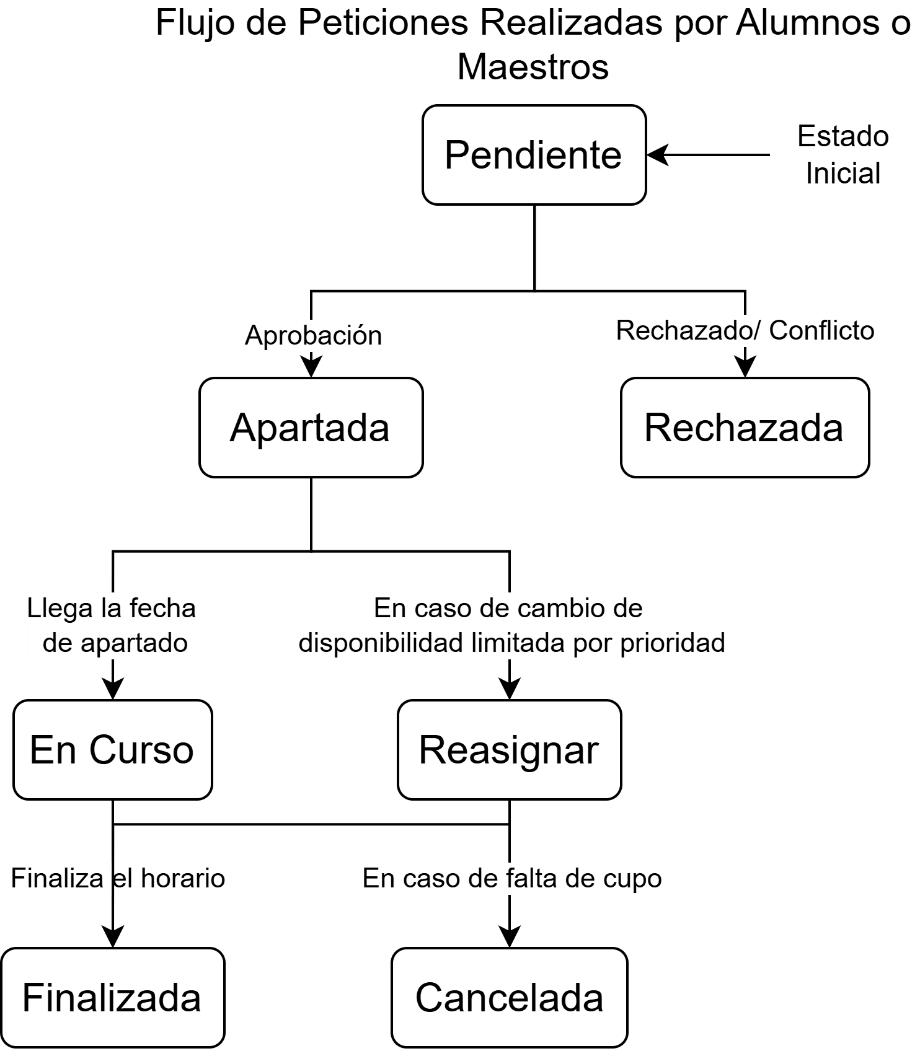 Flujo de Peticiones Realizadas por Alumnos o
Maestros
Pendiente
Estado
Inicial
Aprobación
Rechazado/ Conflicto
Apartada
Rechazada
Llega la fecha
de apartado
En caso de cambio de
disponibilidad limitada por prioridad
En Curso
Reasignar
Finaliza el horario
En caso de falta de cupo
Finalizada
Cancelada